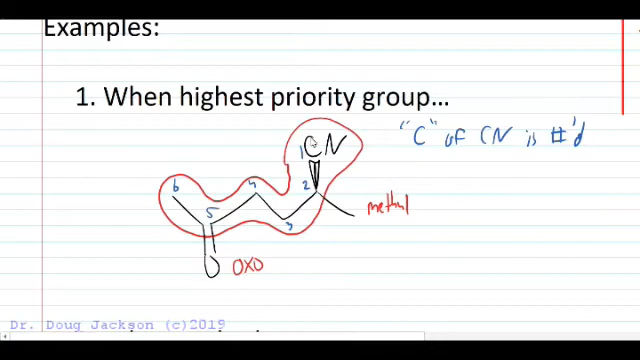 Examples:
1. When highest priority group...
"C" of CN is #'d
1 CN
2
6
4
5
3
methyl
O
oxo
Dr. Doug Jackson (c)2019